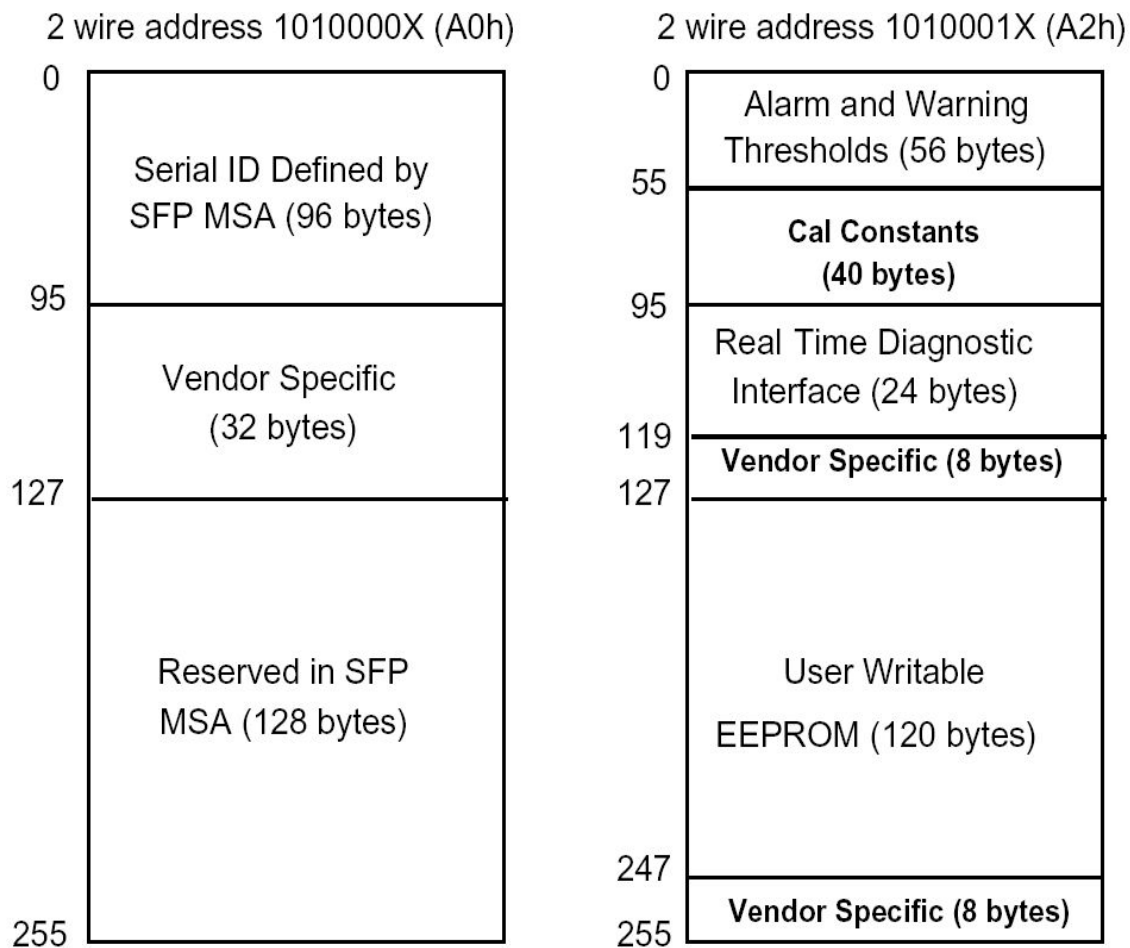 2 wire address 1010000X (A0h)
0
Serial ID Defined by
SFP MSA (96 bytes)
95
Vendor Specific
(32 bytes)
127
Reserved in SFP
MSA (128 bytes)
255
2 wire address 1010001X (A2h)
0
Alarm and Warning
Thresholds (56 bytes)
55
Cal Constants
(40 bytes)
95
Real Time Diagnostic
Interface (24 bytes)
119
Vendor Specific (8 bytes)
127
User Writable
EEPROM (120 bytes)
247
Vendor Specific (8 bytes)
255